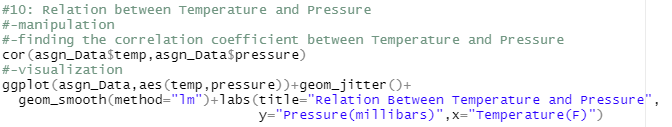 #10: Relation between Temperature and Pressure
#-manipulation
#-finding the correlation coefficient between Temperature and Pressure
cor(asgn_Data$temp,asgn_Data$pressure)
#-visualization
ggplot(asgn_Data,aes(temp,pressure))+geom_jitter()+
  geom_smooth(method="lm")+labs(title="Relation Between Temperature and Pressure",
                                y="Pressure(millibars)",x="Temperature(F)")